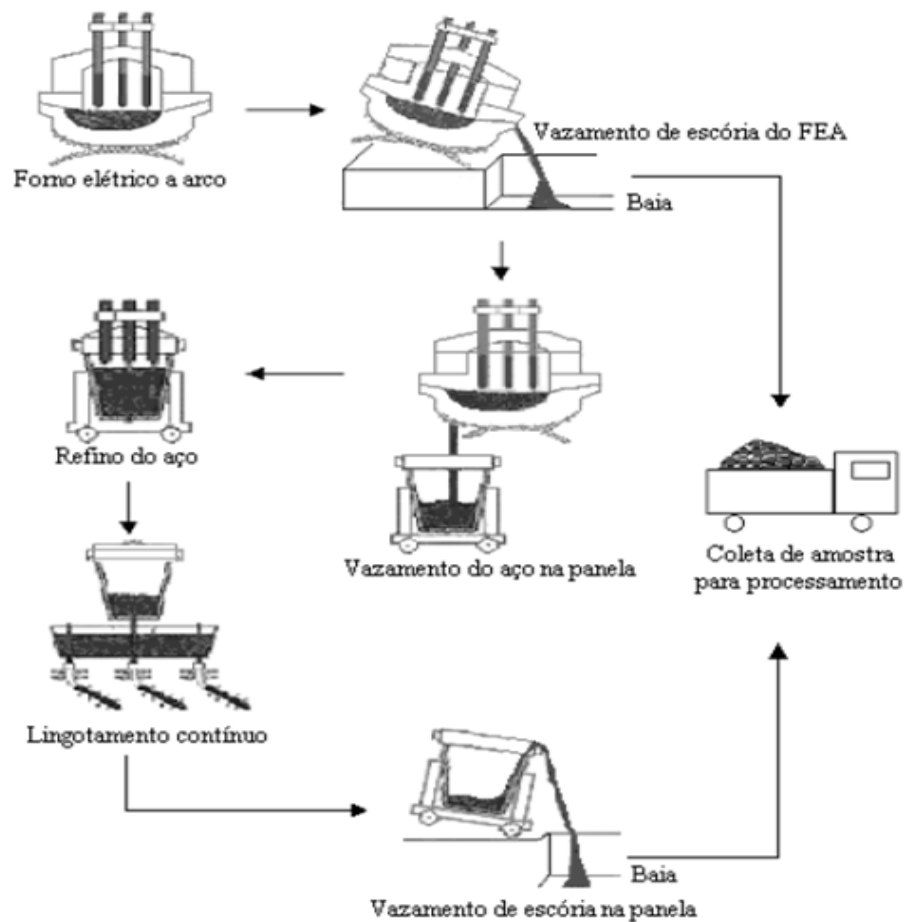 Forno elétrico a arco
Vazamento de escória do FEA
Baia
Refino do aço
Vazamento do aço na panela
Coleta de amostra
para processamento
Lingotamento contínuo
Baia
Vazamento de escória na panela